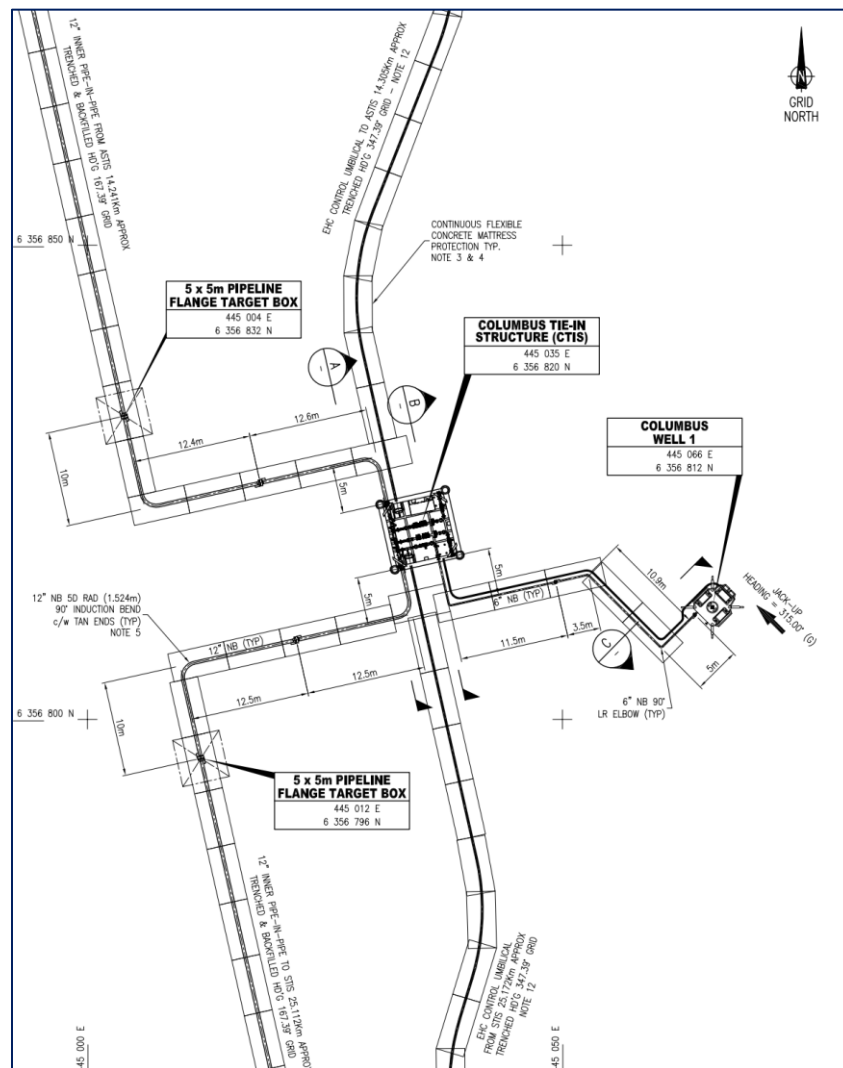 12" INNER PIPE-IN-PIPE FROM ASTIS 14.241Km APPROX
TRENCHED & BACKFILLED HD'G 167.39° GRID
EHC CONTROL UMBILICAL TO ASTIS 14.305Km APPROX
TRENCHED HD'G 347.39° GRID - NOTE 12
N
GRID
NORTH
6 356 850 N
CONTINUOUS FLEXIBLE
CONCRETE MATTRESS
PROTECTION TYP.
NOTE 3 & 4
5 x 5m PIPELINE
FLANGE TARGET BOX
445 004 E
6 356 832 N
COLUMBUS TIE-IN
STRUCTURE (CTIS)
445 035 E
6 356 820 N
A
-
B
-
COLUMBUS
WELL 1
445 066 E
6 356 812 N
12.4m
12.6m
10m
5m
5m
5m
10.9m
JACK-UP
HEADING = 315.00° (G)
12" NB 5D RAD (1.524m)
90° INDUCTION BEND
c/w TAN ENDS (TYP)
NOTE 5
12" NB (TYP)
6" NB (TYP)
11.5m
3.5m
C
-
5m
12.5m
12.5m
10m
6" NB 90°
LR ELBOW (TYP)
6 356 800 N
5 x 5m PIPELINE
FLANGE TARGET BOX
445 012 E
6 356 796 N
12" INNER PIPE-IN-PIPE TO STIS 25.112Km APPROX
TRENCHED & BACKFILLED HD'G 167.39° GRID
EHC CONTROL UMBILICAL
FROM STIS 25.172Km APPROX
TRENCHED HD'G 347.39° GRID
NOTE 12
45 000 E
445 050 E